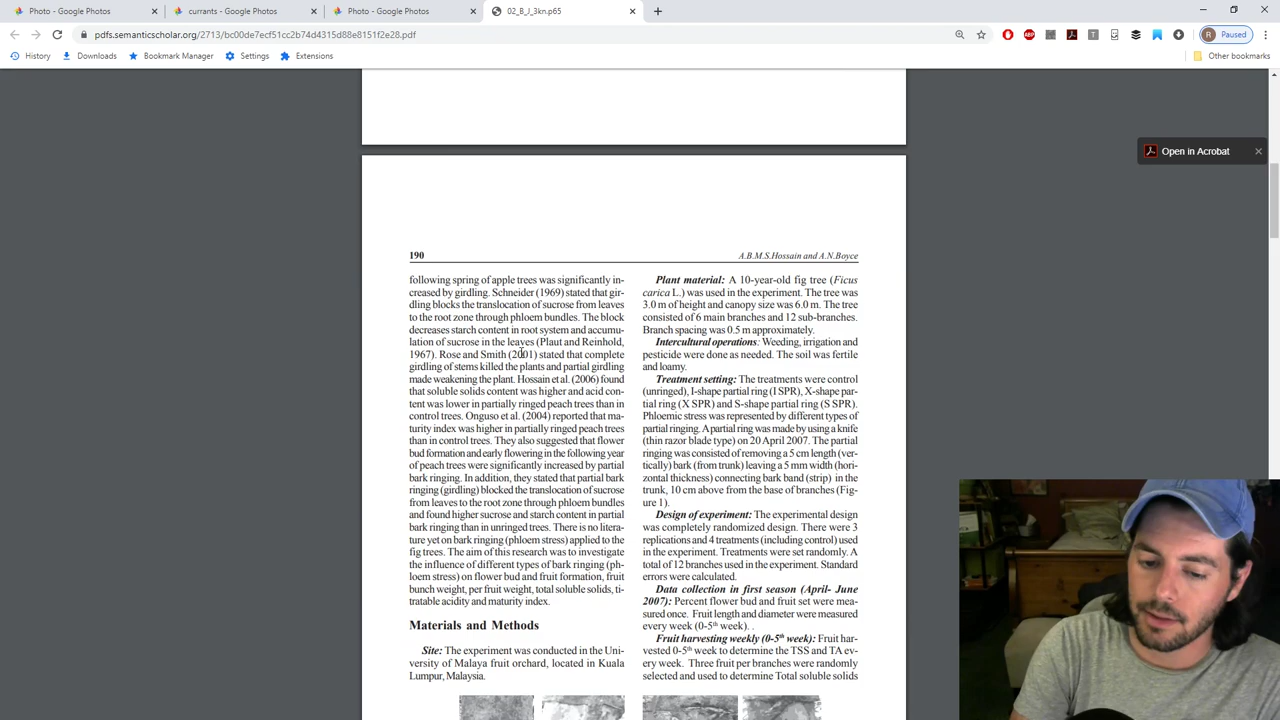 Photo - Google Photos
currants - Google Photos
Photo - Google Photos
02_B_J_3kn.p65
pdfs.semanticscholar.org/2713/bc00de7ecf51cc2b74d4315d88e8151f2e28.pdf
Paused
History
Downloads
Bookmark Manager
Settings
Extensions
Other bookmarks
Open in Acrobat
190
A.B.M.S.Hossain and A.N.Boyce
following spring of apple trees was significantly in-
creased by girdling. Schneider (1969) stated that gir-
dling blocks the translocation of sucrose from leaves
to the root zone through phloem bundles. The block
decreases starch content in root system and accumu-
lation of sucrose in the leaves (Plaut and Reinhold,
1967). Rose and Smith (2001) stated that complete
girdling of stems killed the plants and partial girdling
made weakening the plant. Hossain et al. (2006) found
that soluble solids content was higher and acid con-
tent was lower in partially ringed peach trees than in
control trees. Onguso et al. (2004) reported that ma-
turity index was higher in partially ringed peach trees
than in control trees. They also suggested that flower
bud formation and early flowering in the following year
of peach trees were significantly increased by partial
bark ringing. In addition, they stated that partial bark
ringing (girdling) blocked the translocation of sucrose
from leaves to the root zone through phloem bundles
and found higher sucrose and starch content in partial
bark ringing than in unringed trees. There is no litera-
ture yet on bark ringing (phloem stress) applied to the
fig trees. The aim of this research was to investigate
the influence of different types of bark ringing (ph-
loem stress) on flower bud and fruit formation, fruit
bunch weight, per fruit weight, total soluble solids, ti-
tratable acidity and maturity index.
Materials and Methods
Site: The experiment was conducted in the Uni-
versity of Malaya fruit orchard, located in Kuala
Lumpur, Malaysia.
Plant material: A 10-year-old fig tree (Ficus
carica L.) was used in the experiment. The tree was
3.0 m of height and canopy size was 6.0 m. The tree
consisted of 6 main branches and 12 sub-branches.
Branch spacing was 0.5 m approximately.
Intercultural operations: Weeding, irrigation and
pesticide were done as needed. The soil was fertile
and loamy.
Treatment setting: The treatments were control
(unringed), I-shape partial ring (I SPR), X-shape par-
tial ring (X SPR) and S-shape partial ring (S SPR).
Phloemic stress was represented by different types of
partial ringing. A partial ring was made by using a knife
(thin razor blade type) on 20 April 2007. The partial
ringing was consisted of removing a 5 cm length (ver-
tically) bark (from trunk) leaving a 5 mm width (hori-
zontal thickness) connecting bark band (strip) in the
trunk, 10 cm above from the base of branches (Fig-
ure 1).
Design of experiment: The experimental design
was completely randomized design. There were 3
replications and 4 treatments (including control) used
in the experiment. Treatments were set randomly. A
total of 12 branches used in the experiment. Standard
errors were calculated.
Data collection in first season (April- June
2007): Percent flower bud and fruit set were mea-
sured once. Fruit length and diameter were measured
every week (0-5th week). .
Fruit harvesting weekly (0-5th week): Fruit har-
vested 0-5th week to determine the TSS and TA ev-
ery week. Three fruit per branches were randomly
selected and used to determine Total soluble solids